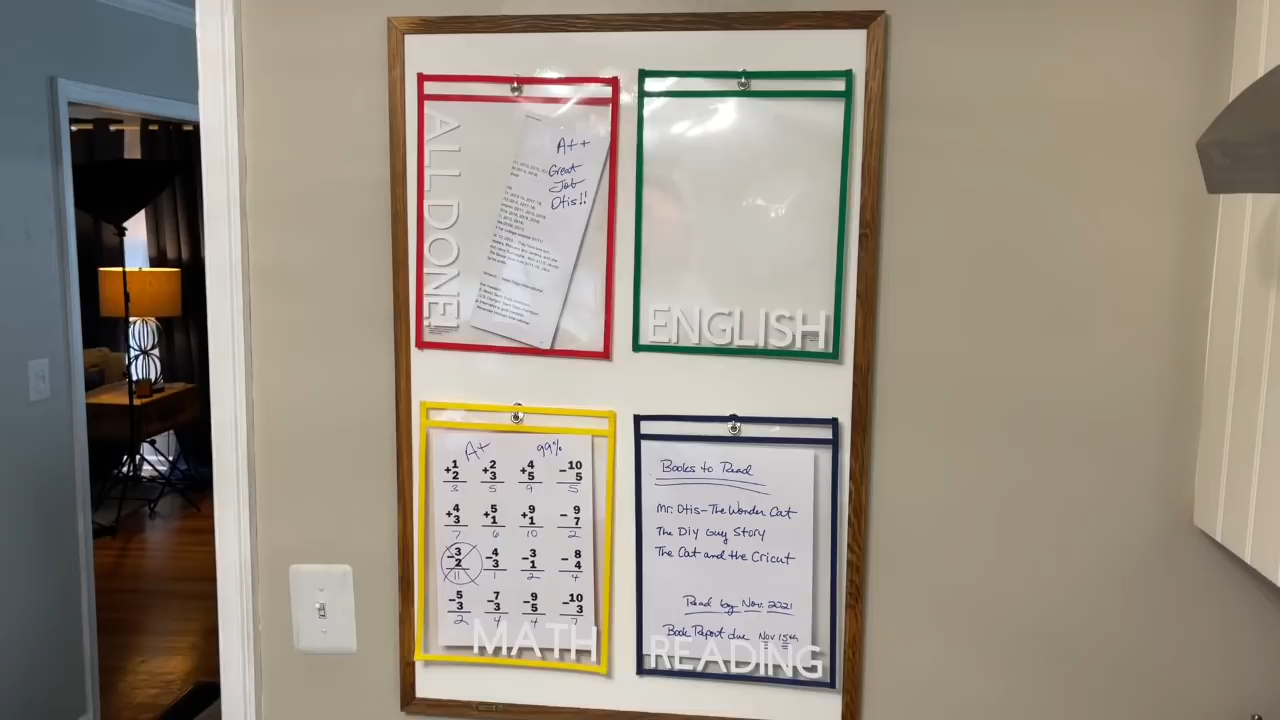 ALL DONE!
A++
Great
Job
Otis!!
ENGLISH
A+ 99%
+1 +2 +4 -10
2 3 5 5
3 5 9 5
+4 +5 +9 - 9
3 1 1 7
7 6 10 2
-3 -4 -3 - 8
2 3 1 4
11 1 2 4
-5 -7 -9 -10
3 3 5 3
2 4 4 7
MATH
Books to Read
Mr. Otis-The Wonder Cat
The Diy Guy Story
The Cat and the Cricut
Read by Nov. 2021
Book Report due Nov 15th
READING